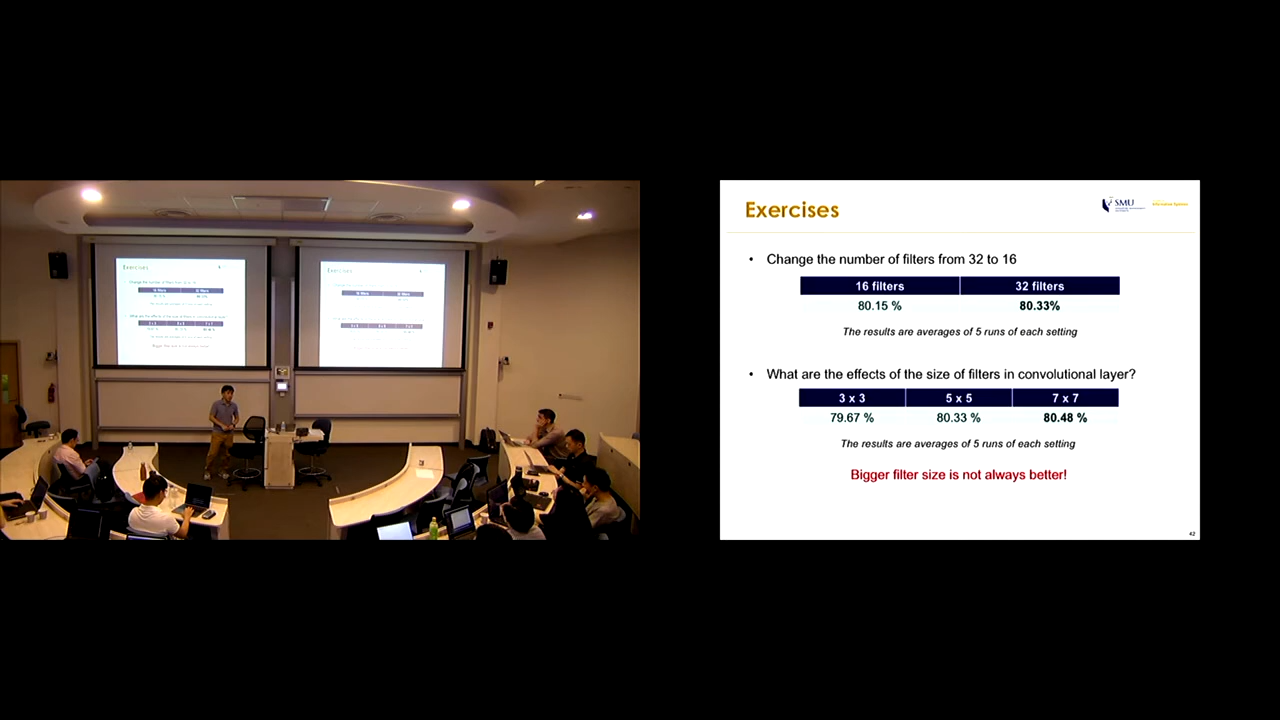 Exercises
SMU
• Change the number of filters from 32 to 16
16 filters 32 filters
80.15 % 80.33%
The results are averages of 5 runs of each setting
• What are the effects of the size of filters in convolutional layer?
3 x 3 5 x 5 7 x 7
79.67 % 80.33 % 80.48 %
The results are averages of 5 runs of each setting
Bigger filter size is not always better!
42
Exercises
Exercises